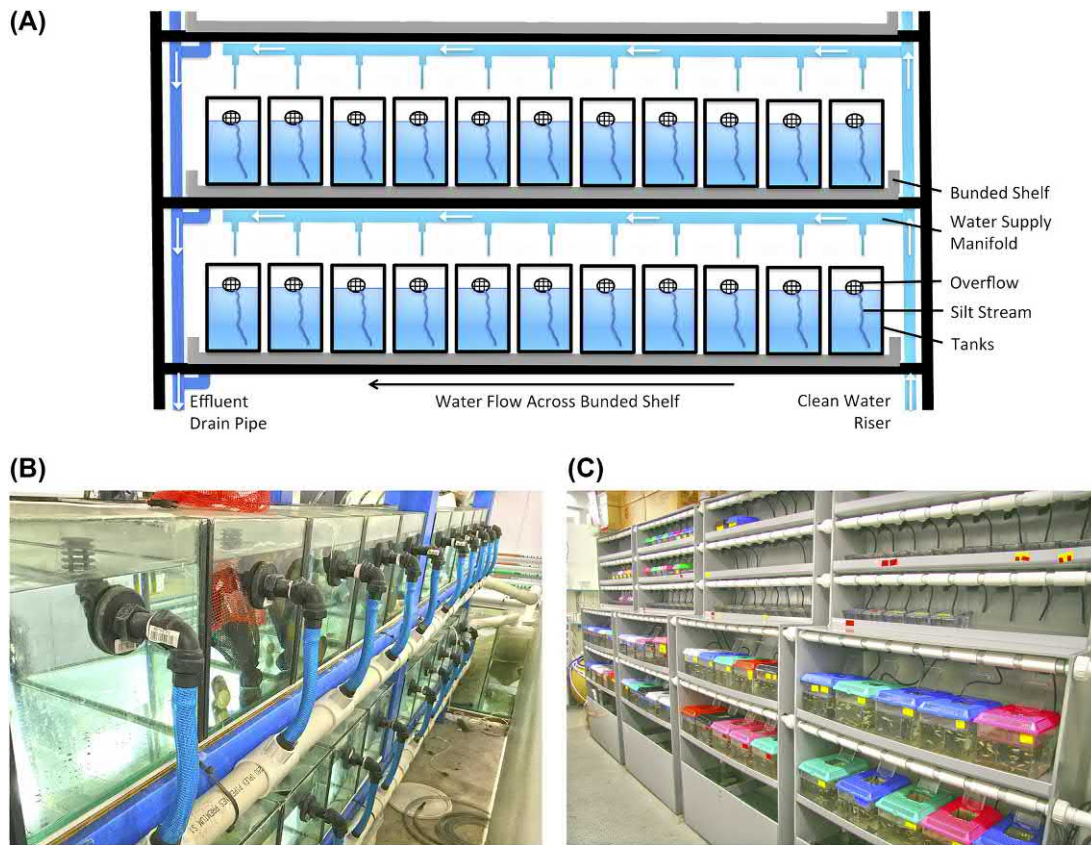 (A)
Bunded Shelf
Water Supply
Manifold
Overflow
Silt Stream
Tanks
Effluent
Drain Pipe
Water Flow Across Bunded Shelf
Clean Water
Riser
(B)
(C)